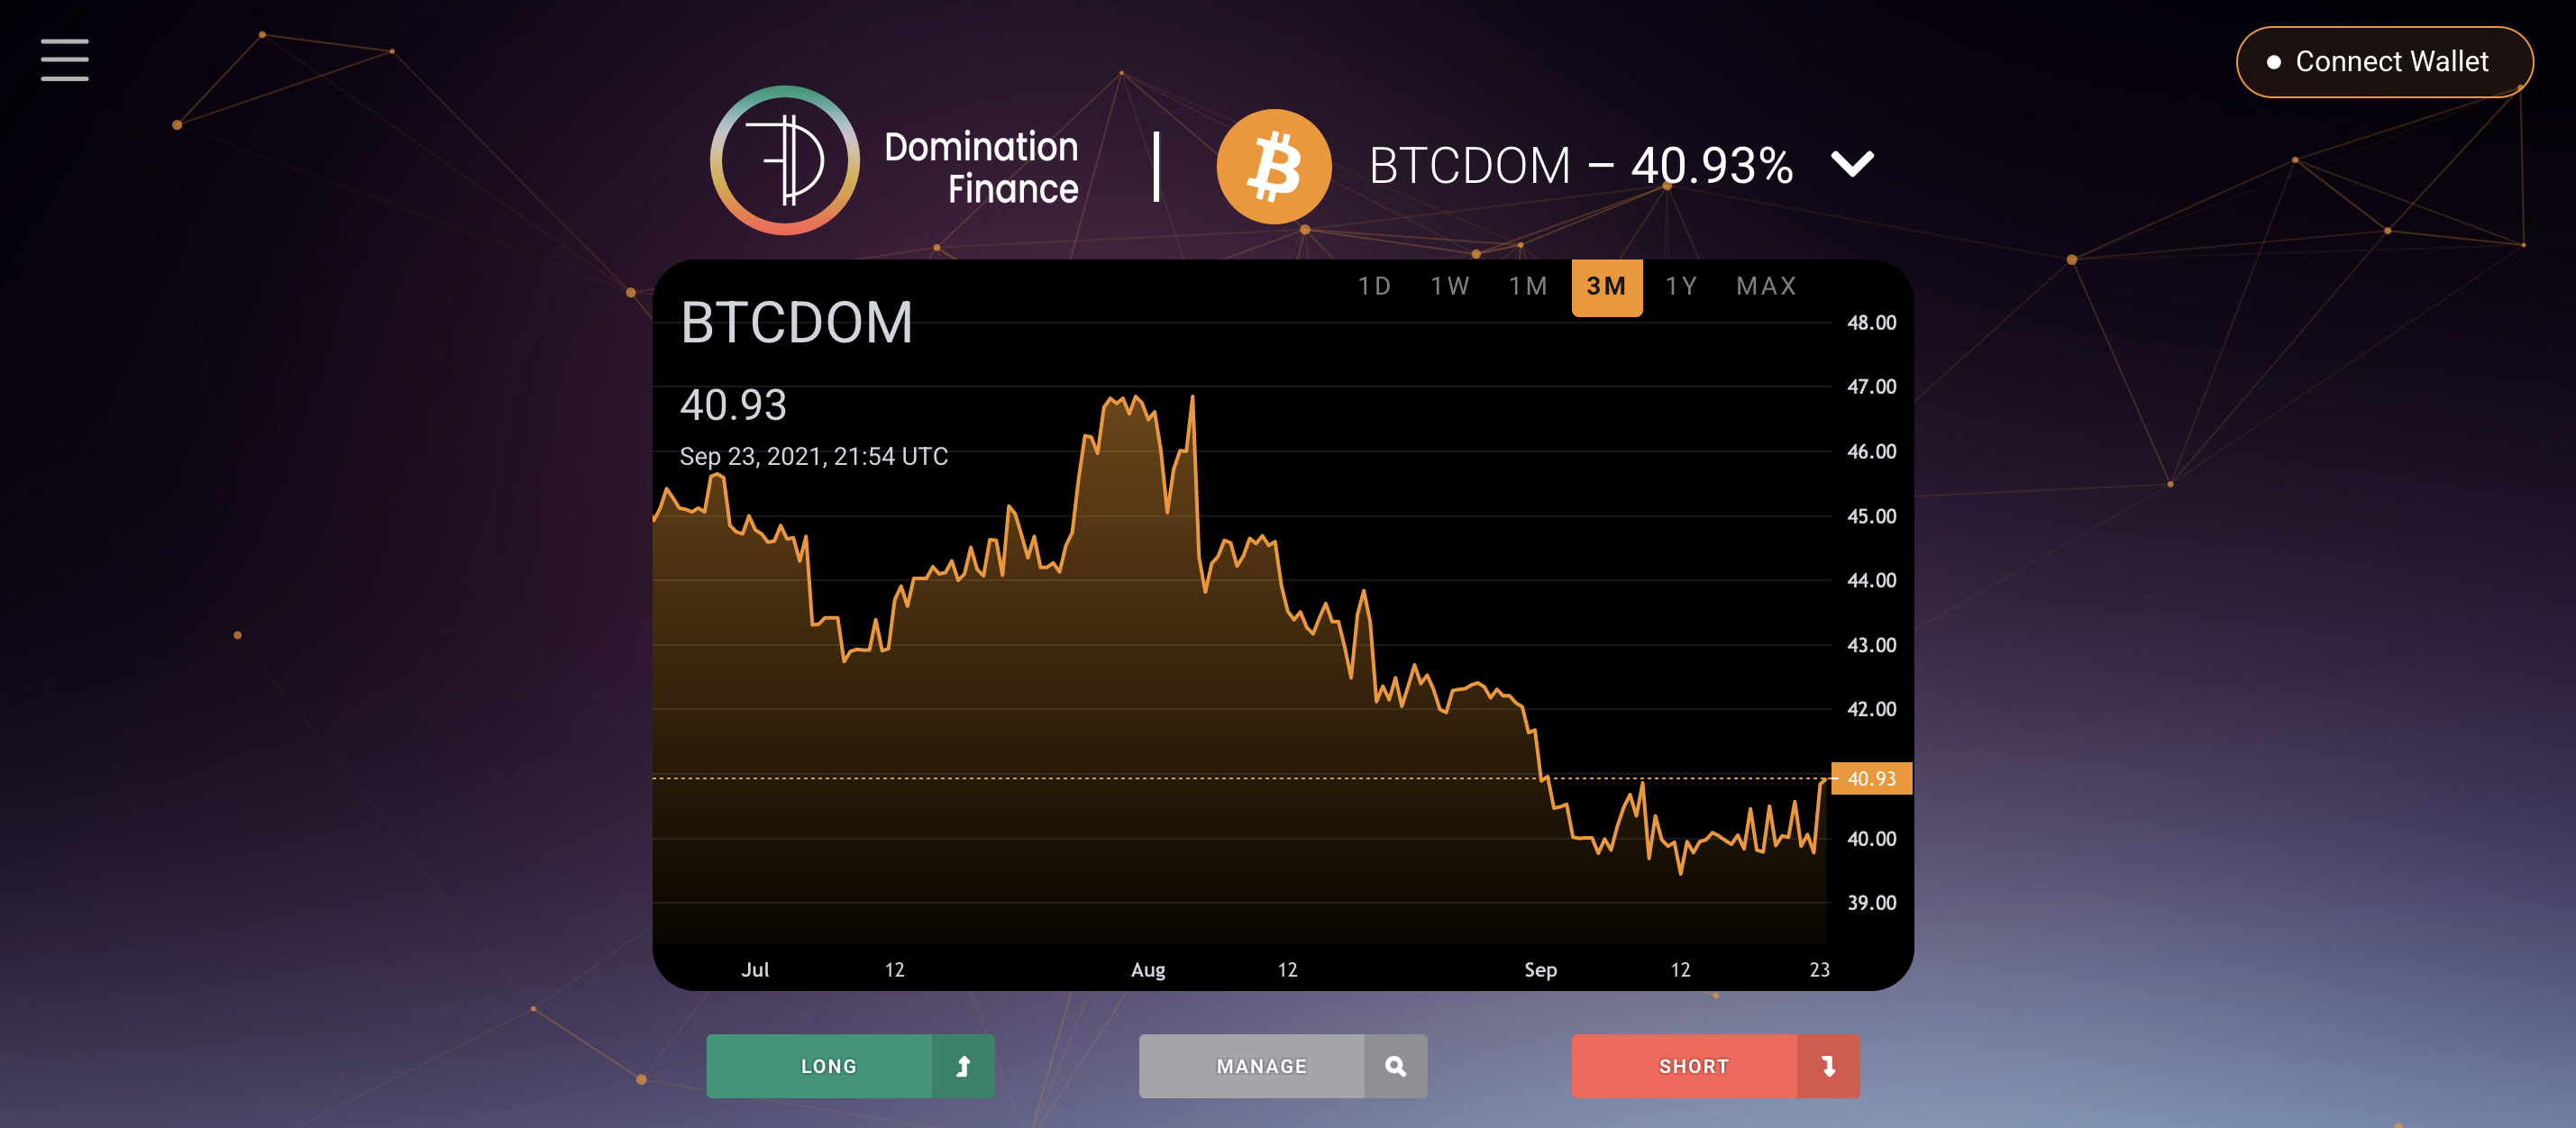 Connect Wallet
Domination
Finance
BTCDOM – 40.93%
1D 1W 1M 3M 1Y MAX
BTCDOM
40.93
Sep 23, 2021, 21:54 UTC
48.00
47.00
46.00
45.00
44.00
43.00
42.00
40.93
40.00
39.00
Jul 12 Aug 12 Sep 12 23
LONG
MANAGE
SHORT